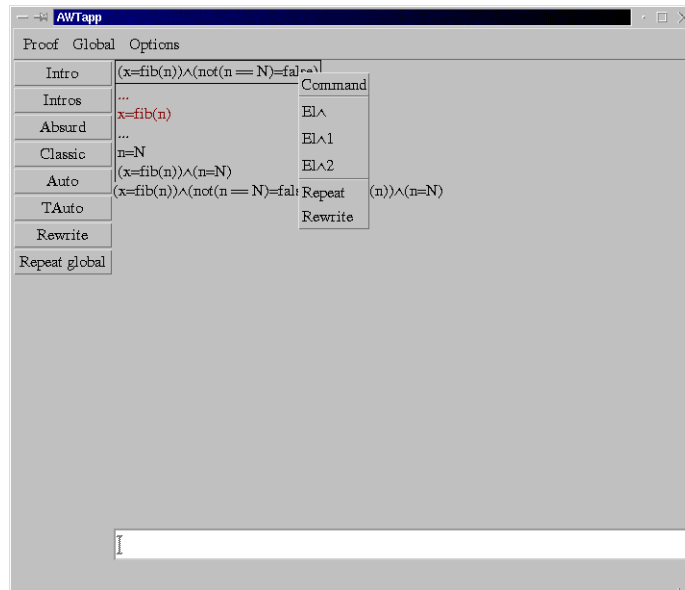 AWTapp
Proof Global Options
Intro
Intros
Absurd
Classic
Auto
TAuto
Rewrite
Repeat global
(x=fib(n))∧(not(n == N)=false)
...
x=fib(n)
...
n=N
(x=fib(n))∧(n=N)
(x=fib(n))∧(not(n == N)=fals (n))∧(n=N)
Command
El∧
El∧1
El∧2
Repeat
Rewrite